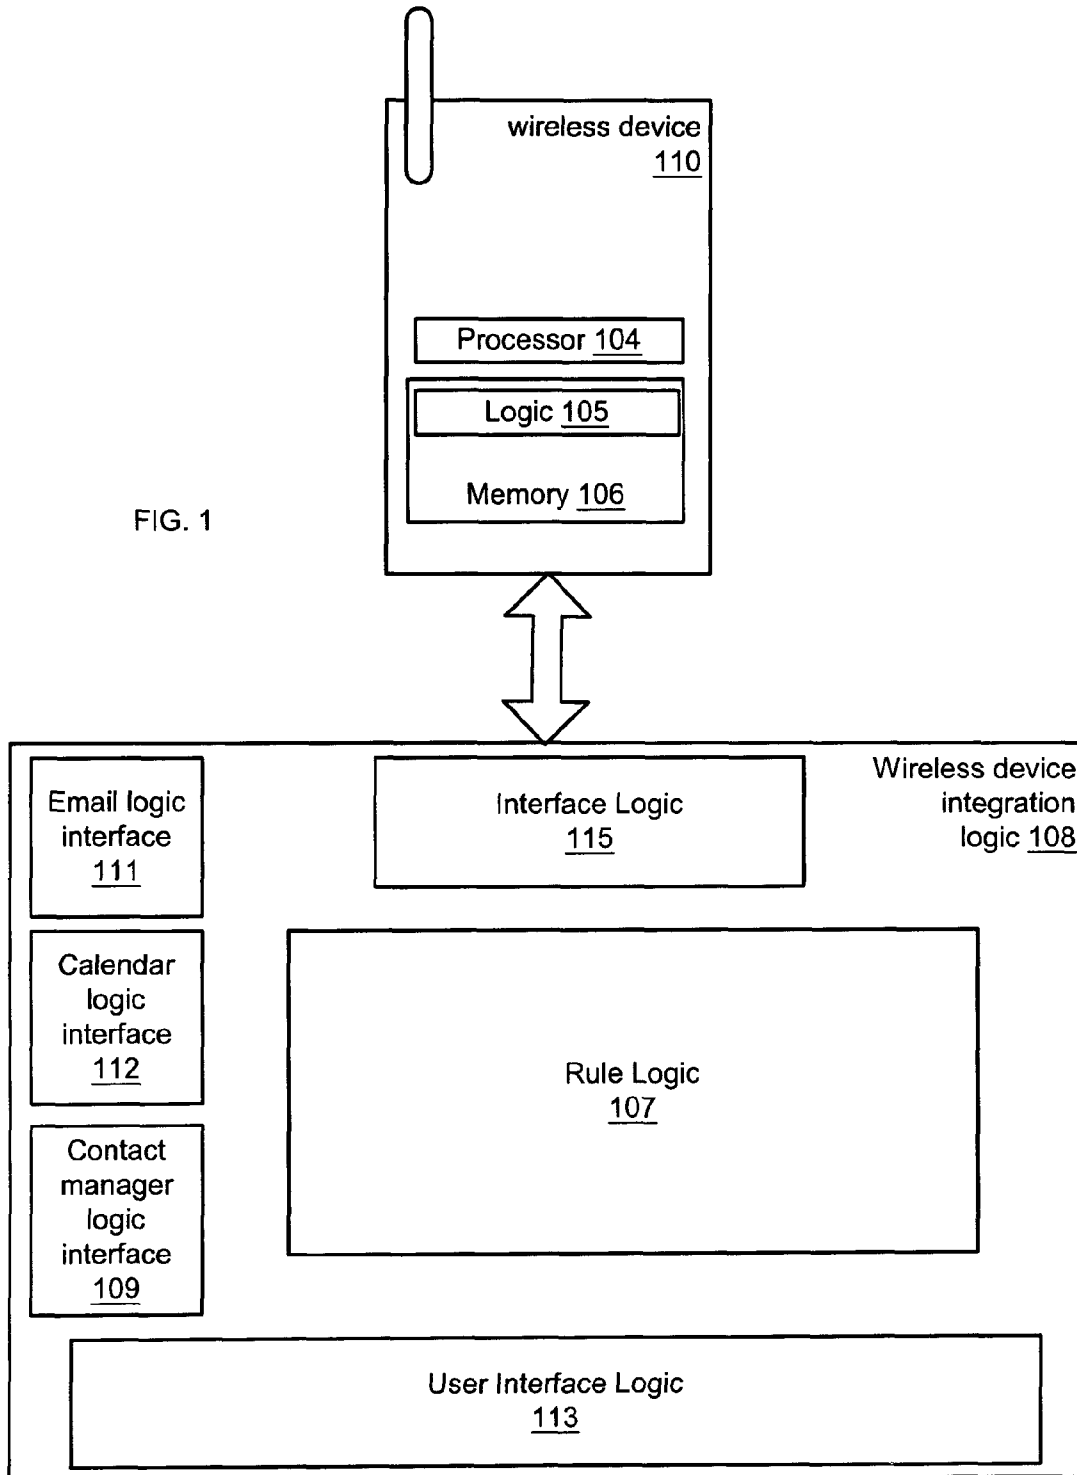 wireless device
110
Processor 104
Logic 105
Memory 106
FIG. 1
Email logic
interface
111
Interface Logic
115
Wireless device
integration
logic 108
Calendar
logic
interface
112
Rule Logic
107
Contact
manager
logic
interface
109
User Interface Logic
113